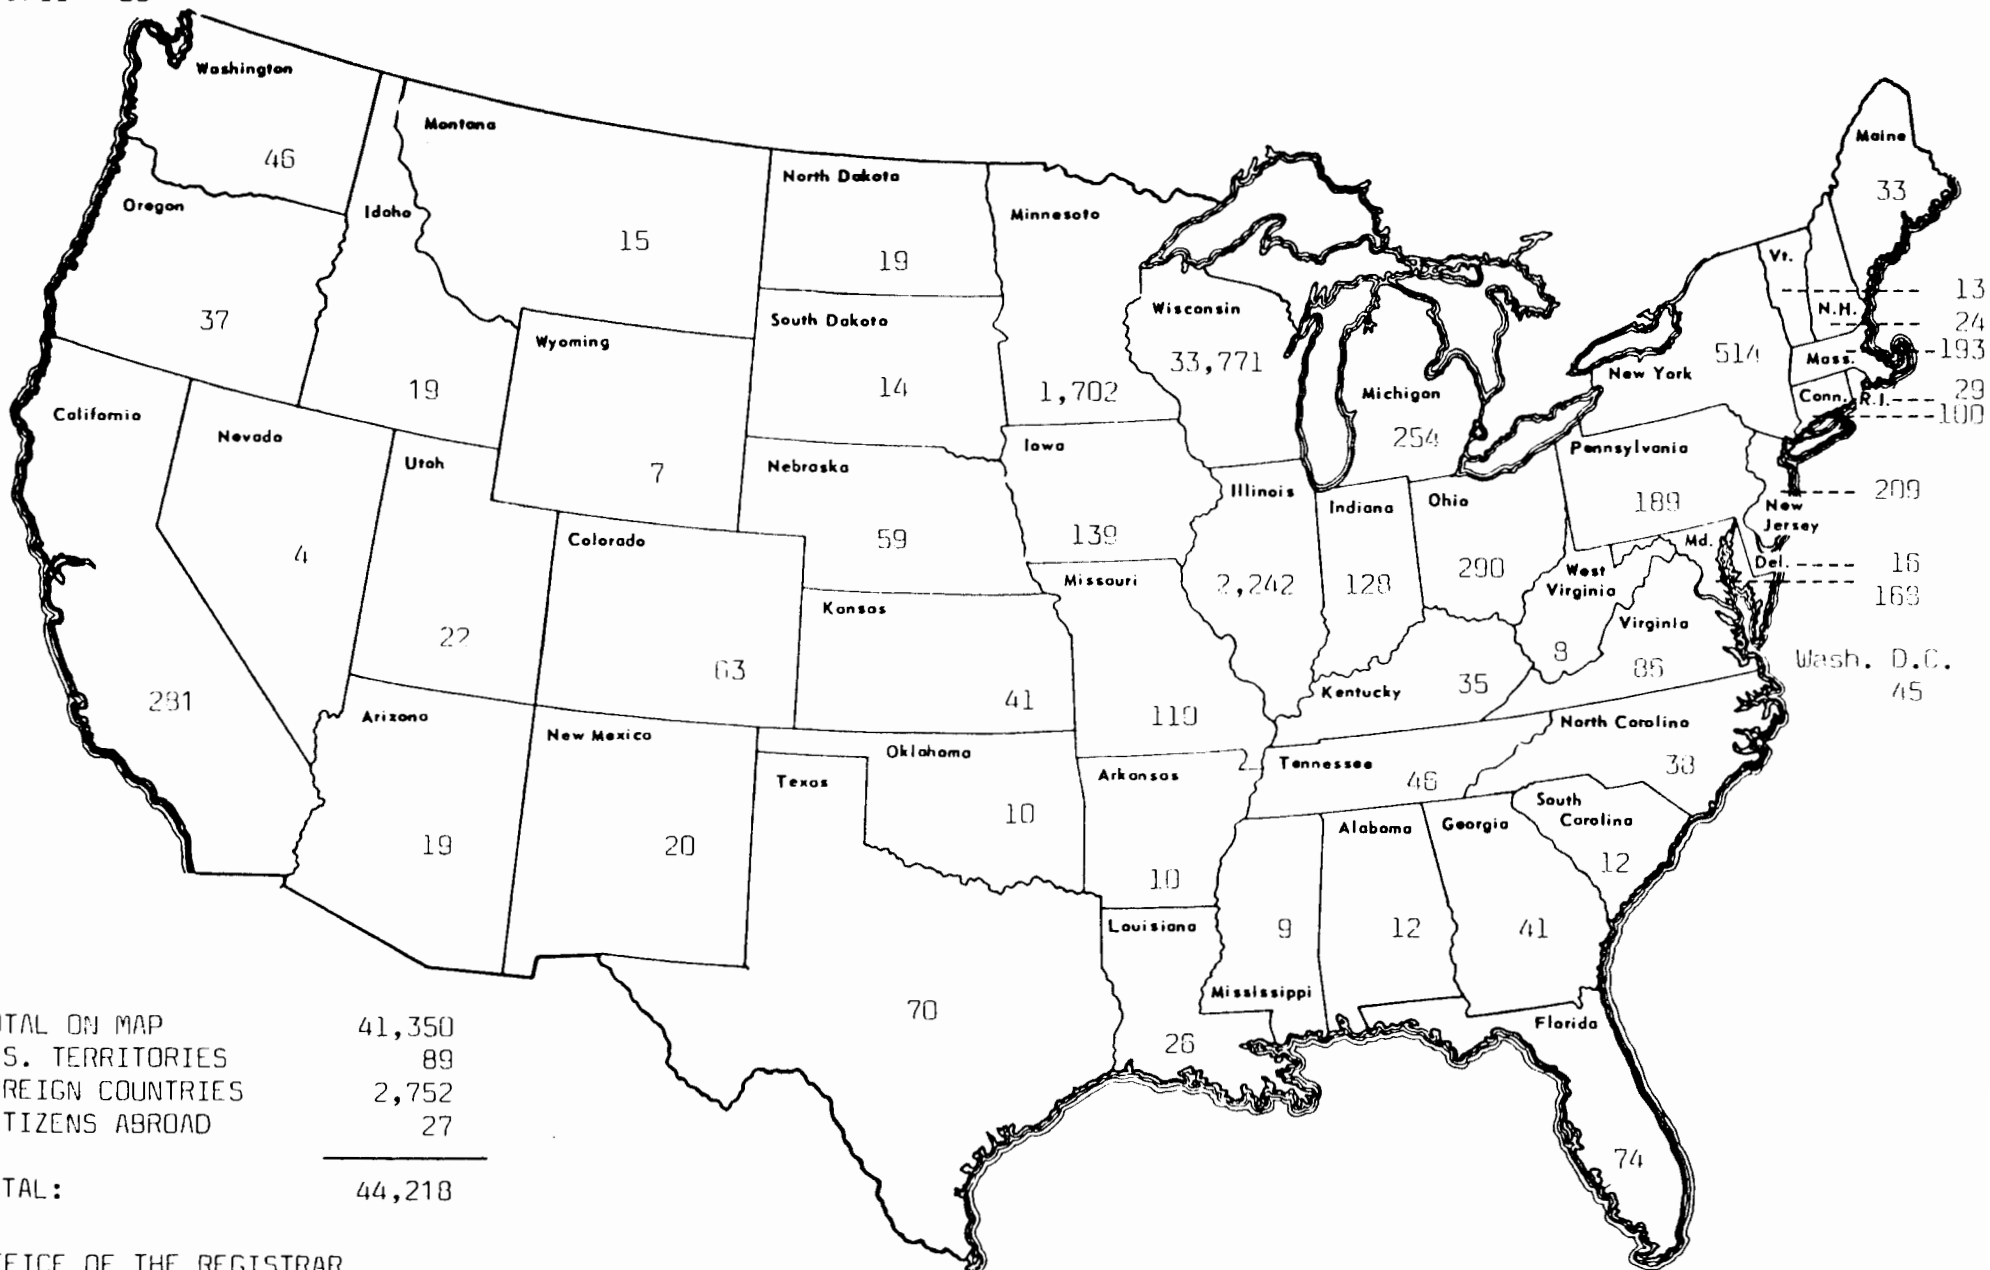 Washington
46
Montana
15
North Dakota
19
Minnesota
1,702
Maine
33
Oregon
37
Idaho
19
Wyoming
7
South Dakota
14
Wisconsin
33,771
Michigan
254
New York
514
Vt.
13
N.H.
24
Mass.
193
R.I.
29
Conn.
100
California
281
Nevada
4
Utah
22
Colorado
63
Nebraska
59
Iowa
139
Illinois
2,242
Indiana
128
Ohio
290
Pennsylvania
189
New
Jersey
209
Md.
Del.
16
Wash. D.C.
45
Kansas
41
Missouri
110
Kentucky
35
West
Virginia
Virginia
Arizona
19
New Mexico
20
Texas
70
Oklahoma
10
Arkansas
10
Tennessee
46
North Carolina
38
South
Carolina
12
Louisiana
Mississippi
9
Alabama
12
Georgia
41
Florida
74
OTAL ON MAP 41,350
S. TERRITORIES 89
REIGN COUNTRIES 2,752
TIZENS ABROAD 27
TAL: 44,218
FFICE OF THE REGISTRAR